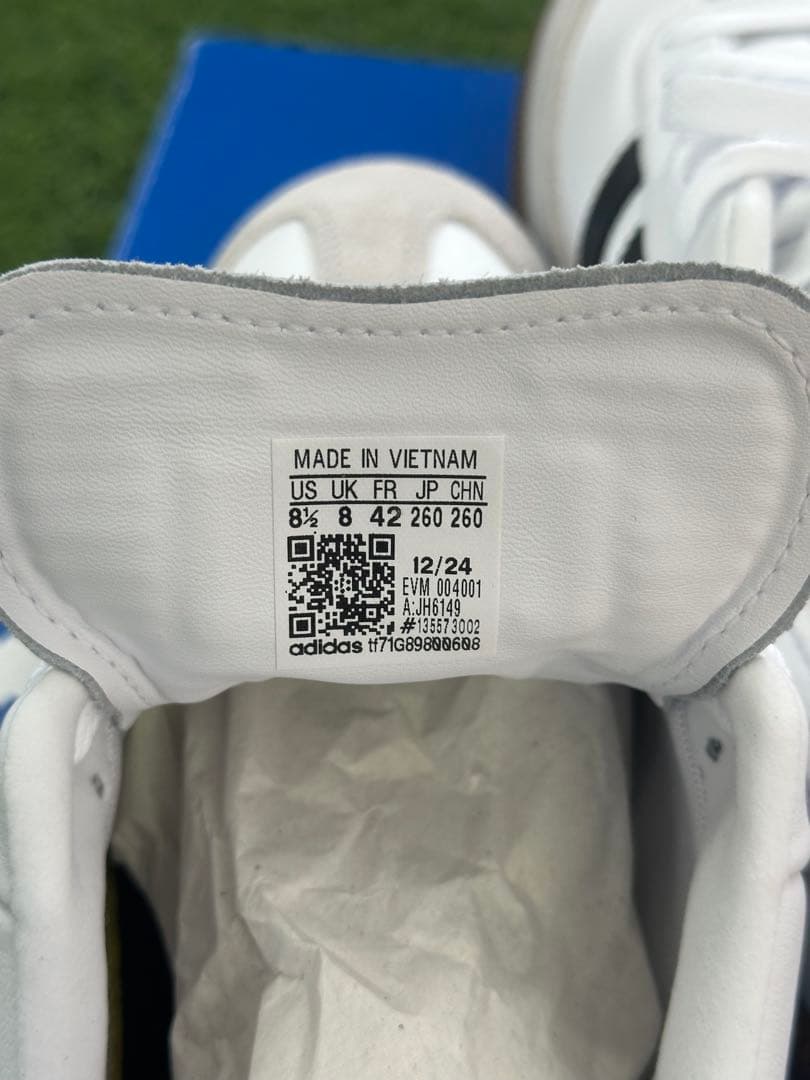 MADE IN VIETNAM
US UK FR JP CHN
8½ 8 42 260 260
12/24
EVM 004001
A:JH6149
#135573002
adidas tf71G89800608